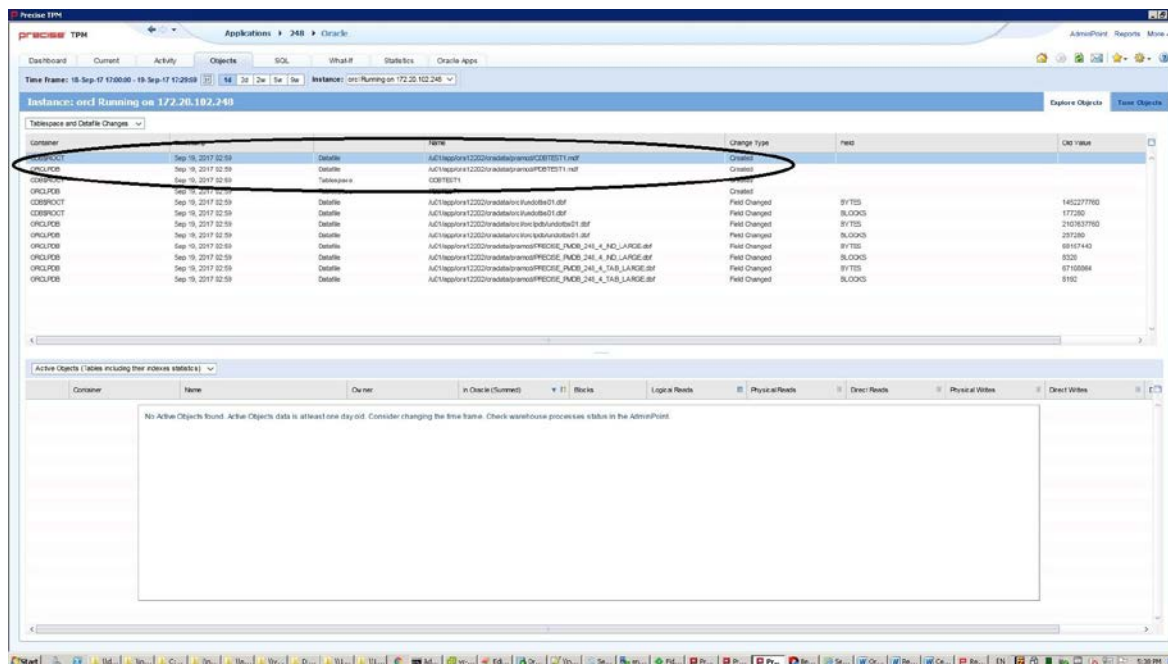 Precise TPM
precise TPM Applications 248 Oracle AdminPoint Reports More
Dashboard Current Activity Objects SQL What-If Statistics Oracle Apps
Time Frame: 18-Sep-17 17:00:00 - 19-Sep-17 17:29:59 1d 2d 2w 5w 9w Instance: orcl Running on 172.20.102.248
Instance: orcl Running on 172.20.102.248 Explore Objects Tune Objects
Tablespace and Datafile Changes
Container Name Change Type Field Old Value
CDB$ROOT Sep 19, 2017 02:59 Datafile /u01/app/ora12202/oradata/pramod/CDBTEST1.mdf Created
ORCLPDB Sep 19, 2017 02:59 Datafile /u01/app/ora12202/oradata/pramod/PDBTEST1.mdf Created
CDB$ROOT Sep 19, 2017 02:59 Tablespace CDBTEST1 Created
ORCLPDB Sep 19, 2017 02:59 Created
CDB$ROOT Sep 19, 2017 02:59 Datafile /u01/app/ora12202/oradata/orcl/undotbs01.dbf Field Changed BYTES 1452277760
CDB$ROOT Sep 19, 2017 02:59 Datafile /u01/app/ora12202/oradata/orcl/undotbs01.dbf Field Changed BLOCKS 177280
ORCLPDB Sep 19, 2017 02:59 Datafile /u01/app/ora12202/oradata/orcl/orclpdb/undotbs01.dbf Field Changed BYTES 2107637760
ORCLPDB Sep 19, 2017 02:59 Datafile /u01/app/ora12202/oradata/orcl/orclpdb/undotbs01.dbf Field Changed BLOCKS 257280
ORCLPDB Sep 19, 2017 02:59 Datafile /u01/app/ora12202/oradata/pramod/PRECISE_PMDB_248_4_IND_LARGE.dbf Field Changed BYTES
ORCLPDB Sep 19, 2017 02:59 Datafile /u01/app/ora12202/oradata/pramod/PRECISE_PMDB_248_4_IND_LARGE.dbf Field Changed BLOCKS 8320
ORCLPDB Sep 19, 2017 02:59 Datafile /u01/app/ora12202/oradata/pramod/PRECISE_PMDB_248_4_TAB_LARGE.dbf Field Changed BYTES 67108864
ORCLPDB Sep 19, 2017 02:59 Datafile /u01/app/ora12202/oradata/pramod/PRECISE_PMDB_248_4_TAB_LARGE.dbf Field Changed BLOCKS 8192
Active Objects (Tables including their indexes statistics)
Container Name Owner In Oracle (Summed) Blocks Logical Reads Physical Reads Direct Reads Physical Writes Direct Writes
No Active Objects found. Active Objects data is atleast one day old. Consider changing the time frame. Check warehouse processes status in the AdminPoint.
Start EN 5:30 PM